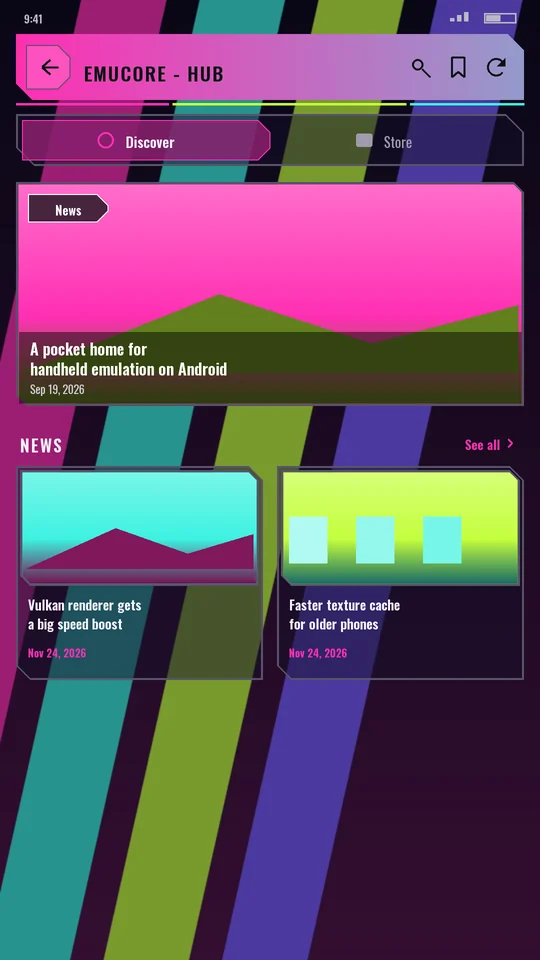 9:41
EMUCORE - HUB
Discover
Store
News
A pocket home for
handheld emulation on Android
Sep 19, 2026
NEWS
See all
Vulkan renderer gets
a big speed boost
Nov 24, 2026
Faster texture cache
for older phones
Nov 24, 2026